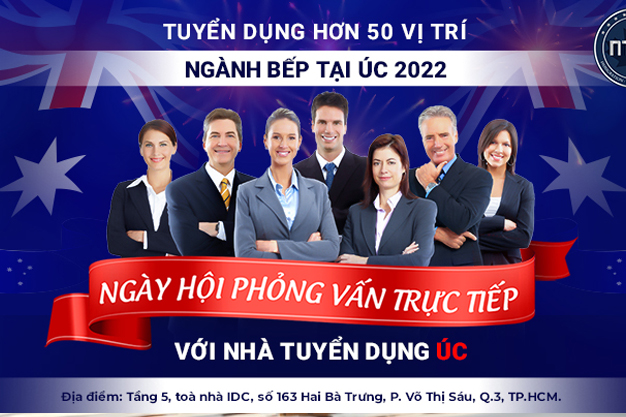 TUYỂN DỤNG HƠN 50 VỊ TRÍ
NGÀNH BẾP TẠI ÚC 2022
NGÀY HỘI PHỎNG VẤN TRỰC TIẾP
VỚI NHÀ TUYỂN DỤNG ÚC
Địa điểm: Tầng 5, toà nhà IDC, số 163 Hai Bà Trưng, P. Võ Thị Sáu, Q.3, TP.HCM.